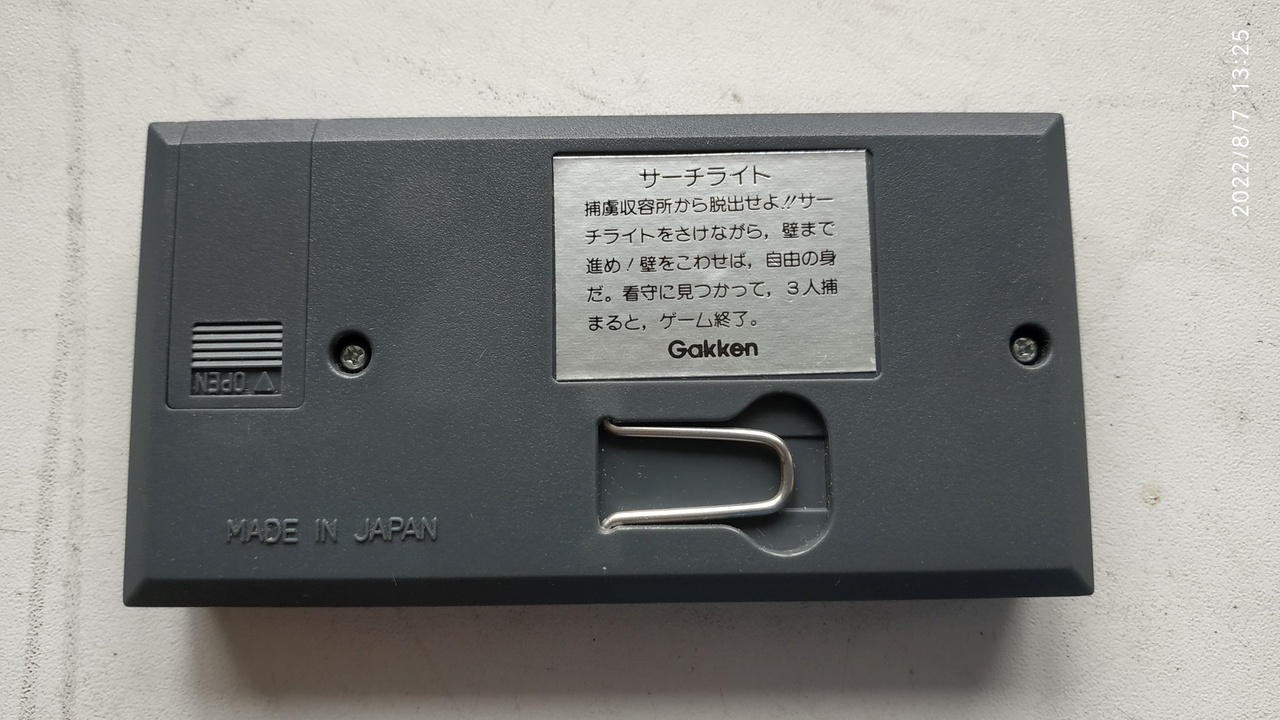 サーチライト
捕虜収容所から脱出せよ!!サー
チライトをさけながら,壁まで
進め!壁をこわせば,自由の身
だ。看守に見つかって,3人捕
まると,ゲーム終了。
Gakken
OPEN
MADE IN JAPAN
2022/8/7 13:25